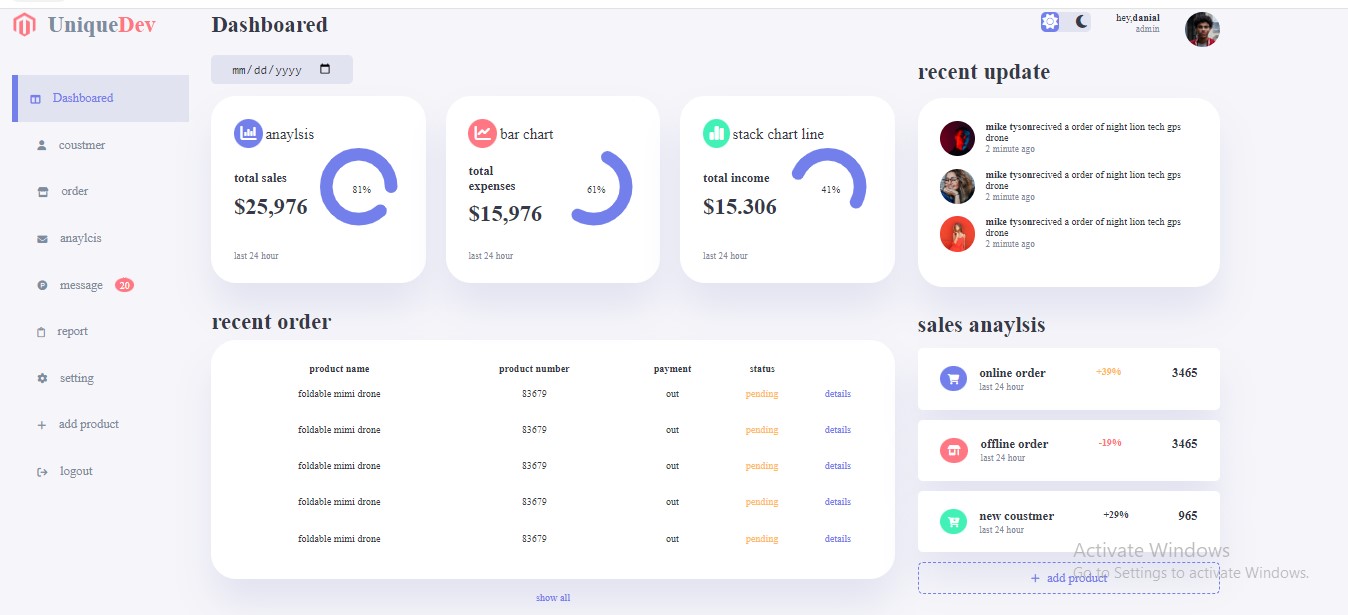 UniqueDev
Dashboared
coustmer
order
anaylcis
message 20
report
setting
add product
logout
Dashboared
mm/dd/yyyy
anaylsis
total sales
$25,976
81%
last 24 hour
bar chart
total
expenses
$15,976
61%
last 24 hour
stack chart line
total income
$15.306
41%
last 24 hour
recent order
product name product number payment status
foldable mimi drone 83679 out pending details
foldable mimi drone 83679 out pending details
foldable mimi drone 83679 out pending details
foldable mimi drone 83679 out pending details
foldable mimi drone 83679 out pending details
show all
hey,danial
admin
recent update
mike tysonrecived a order of night lion tech gps
drone
2 minute ago
mike tysonrecived a order of night lion tech gps
drone
2 minute ago
mike tysonrecived a order of night lion tech gps
drone
2 minute ago
sales anaylsis
online order +39% 3465
last 24 hour
offline order -19% 3465
last 24 hour
new coustmer +29% 965
last 24 hour
+ add product
Activate Windows
Go to Settings to activate Windows.